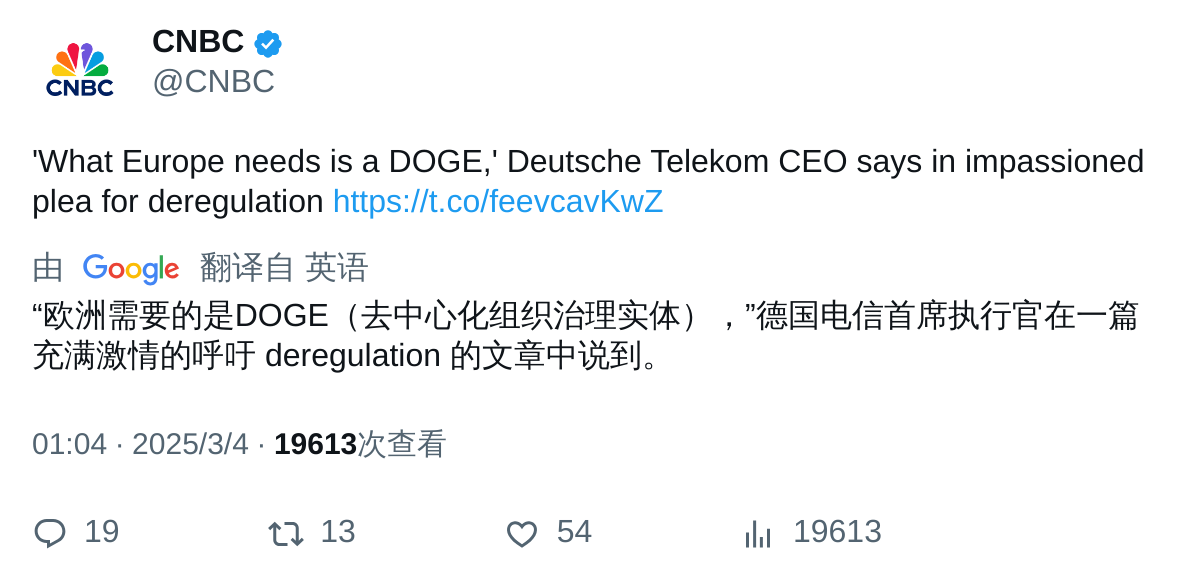 CNBC
CNBC
@CNBC
'What Europe needs is a DOGE,' Deutsche Telekom CEO says in impassioned
plea for deregulation https://t.co/feevcavKwZ
由 Google 翻译自 英语
“欧洲需要的是DOGE（去中心化组织治理实体），”德国电信首席执行官在一篇
充满激情的呼吁 deregulation 的文章中说到。
01:04 · 2025/3/4 · 19613次查看
19 13 54 19613